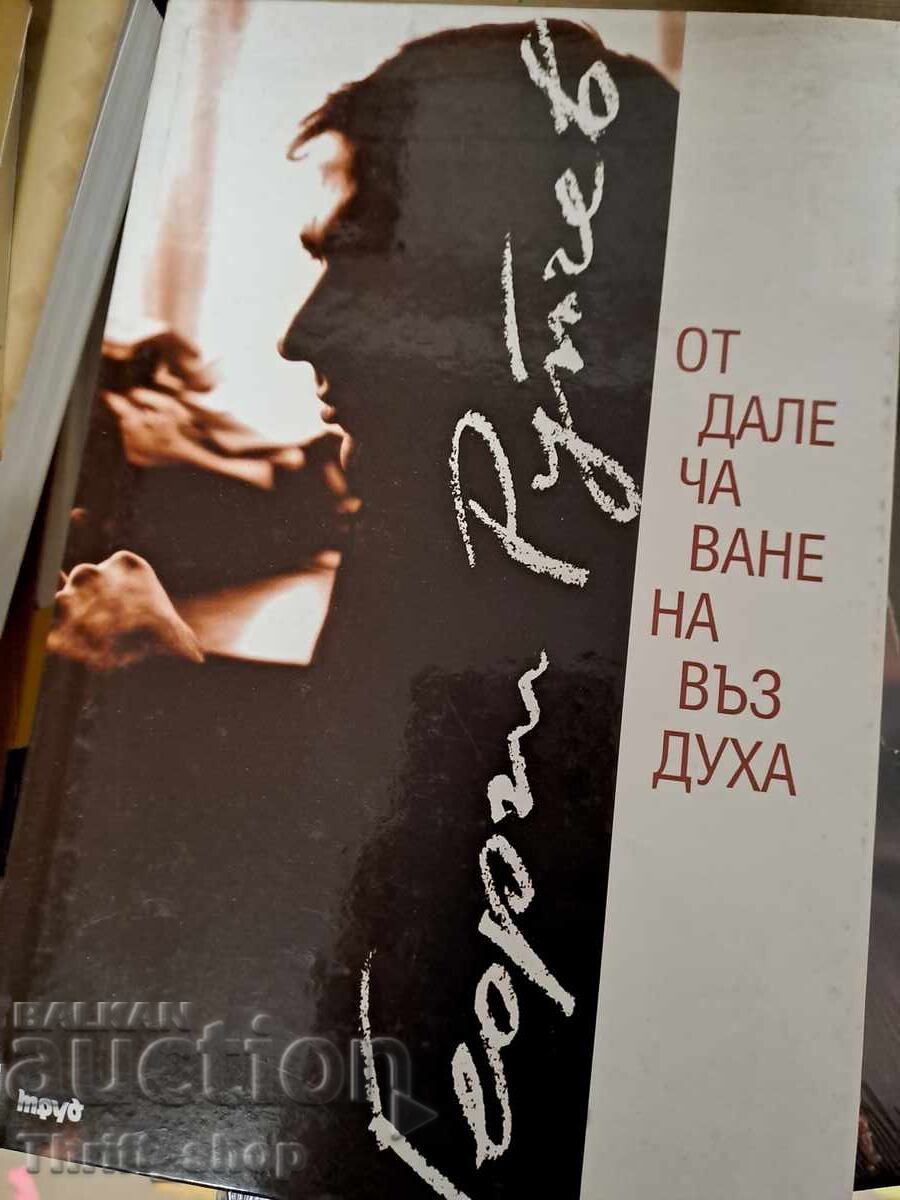 Георги Рупчев
ОТ
ДАЛЕ
ЧА
ВАНЕ
НА
ВЪЗ
ДУХА
труд
BALKAN
auction
Thrift shop